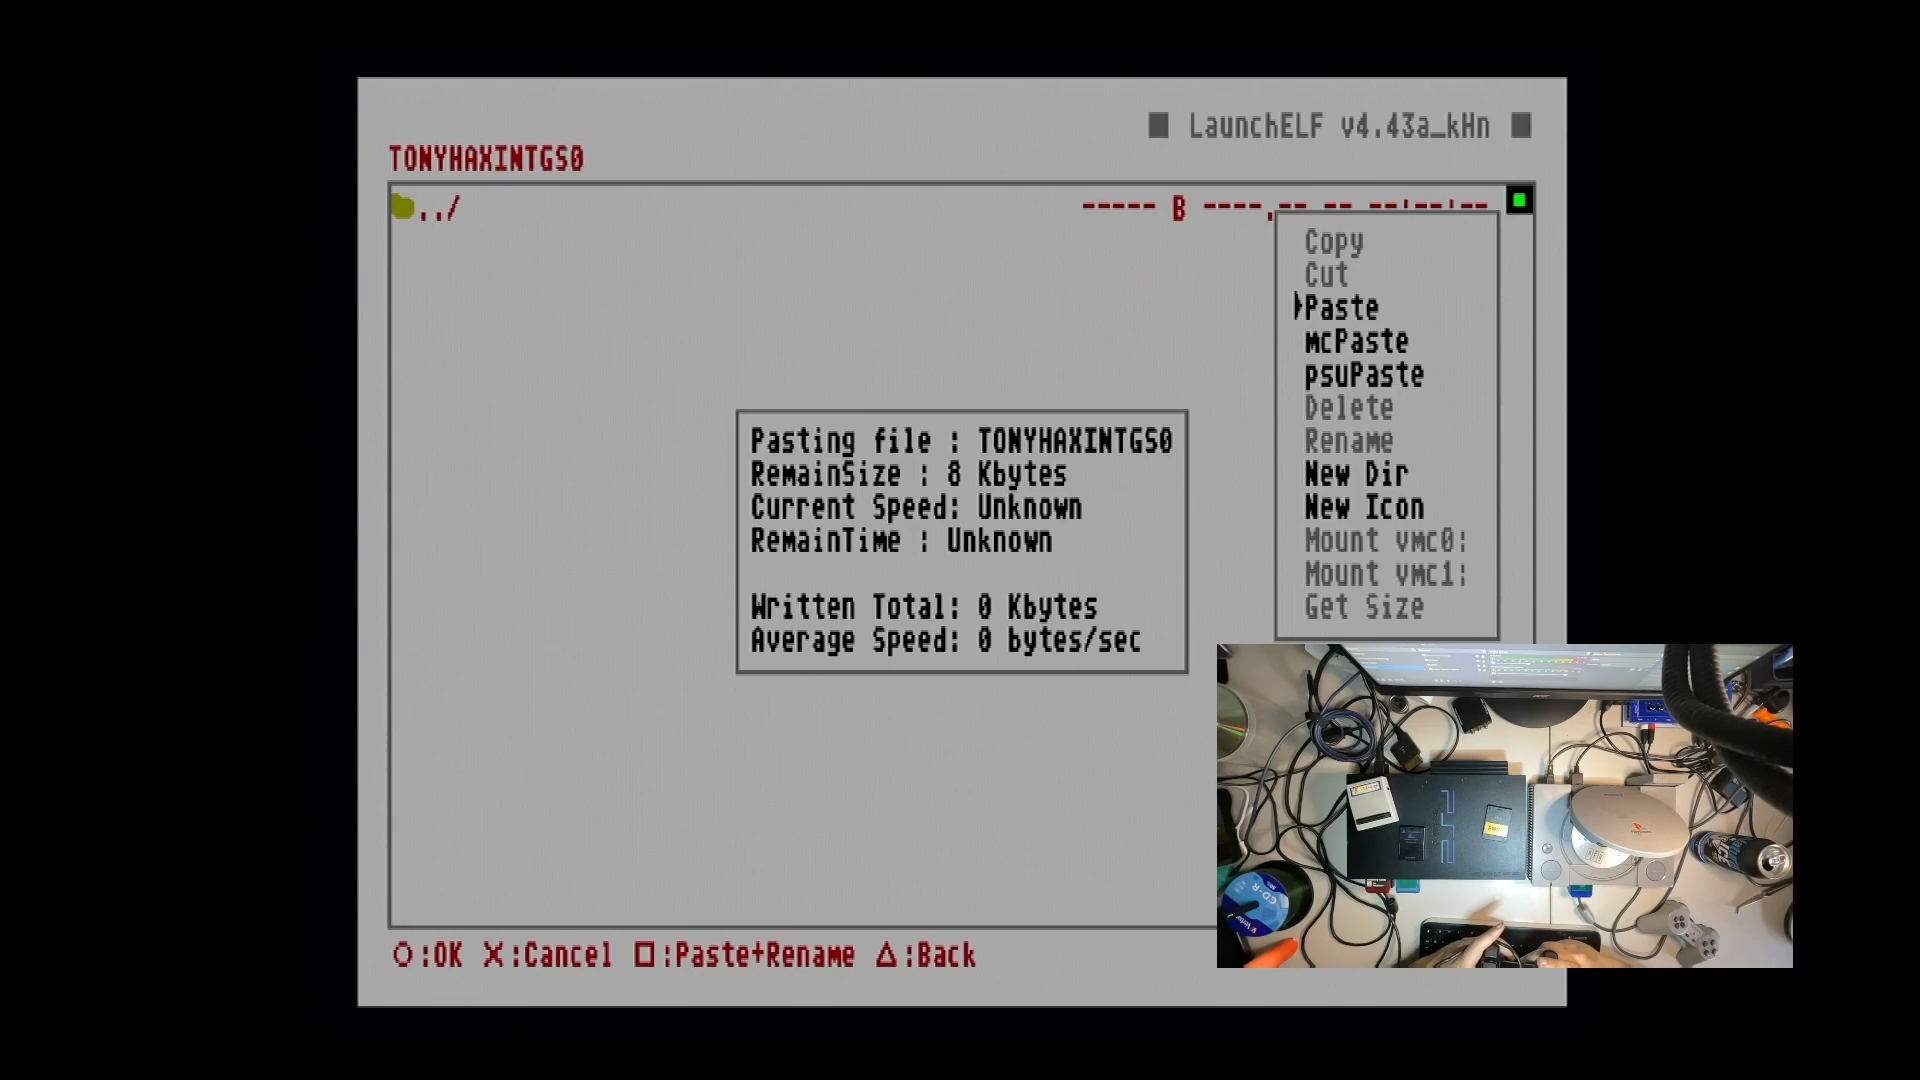 ■ LaunchELF v4.43a_kHn ■
TONYHAXINTGS0
../
----- B ----.-- -- --:--:--
Copy
Cut
Paste
mcPaste
psuPaste
Delete
Rename
New Dir
New Icon
Mount vmc0:
Mount vmc1:
Get Size
Pasting file : TONYHAXINTGS0
RemainSize : 8 Kbytes
Current Speed: Unknown
RemainTime : Unknown
Written Total: 0 Kbytes
Average Speed: 0 bytes/sec
○:OK ×:Cancel □:Paste+Rename △:Back
PS2
CD-R